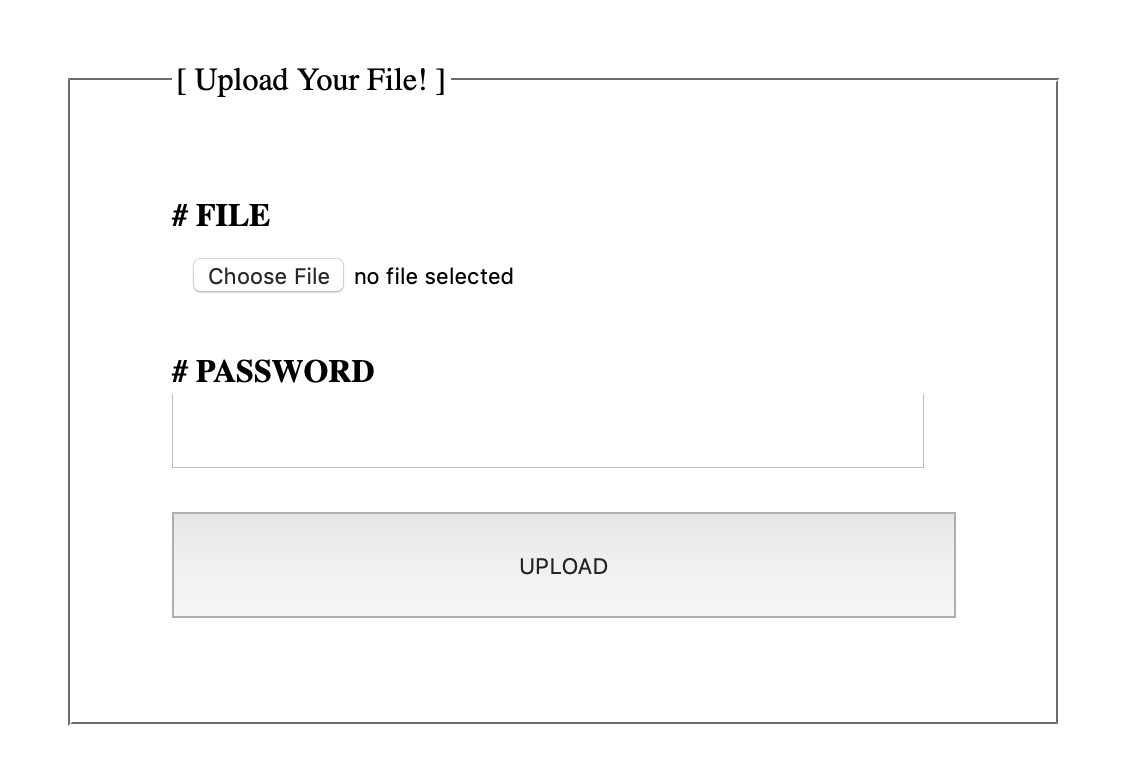 [ Upload Your File! ]
# FILE
Choose File no file selected
# PASSWORD
UPLOAD